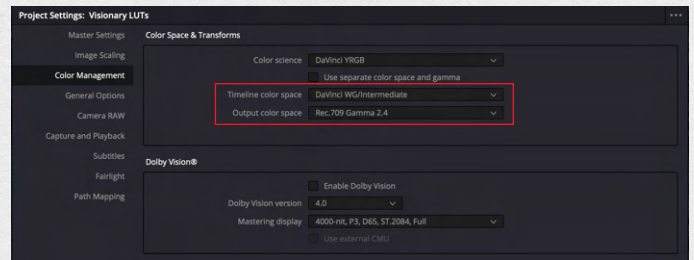 Project Settings: Visionary LUTs
Master Settings
Image Scaling
Color Management
General Options
Camera RAW
Capture and Playback
Subtitles
Fairlight
Path Mapping
Color Space & Transforms
Color science DaVinci YRGB
Use separate color space and gamma
Timeline color space DaVinci WG/Intermediate
Output color space Rec.709 Gamma 2.4
Dolby Vision®
Enable Dolby Vision
Dolby Vision version 4.0
Mastering display 4000-nit, P3, D65, ST.2084, Full
Use external CMU